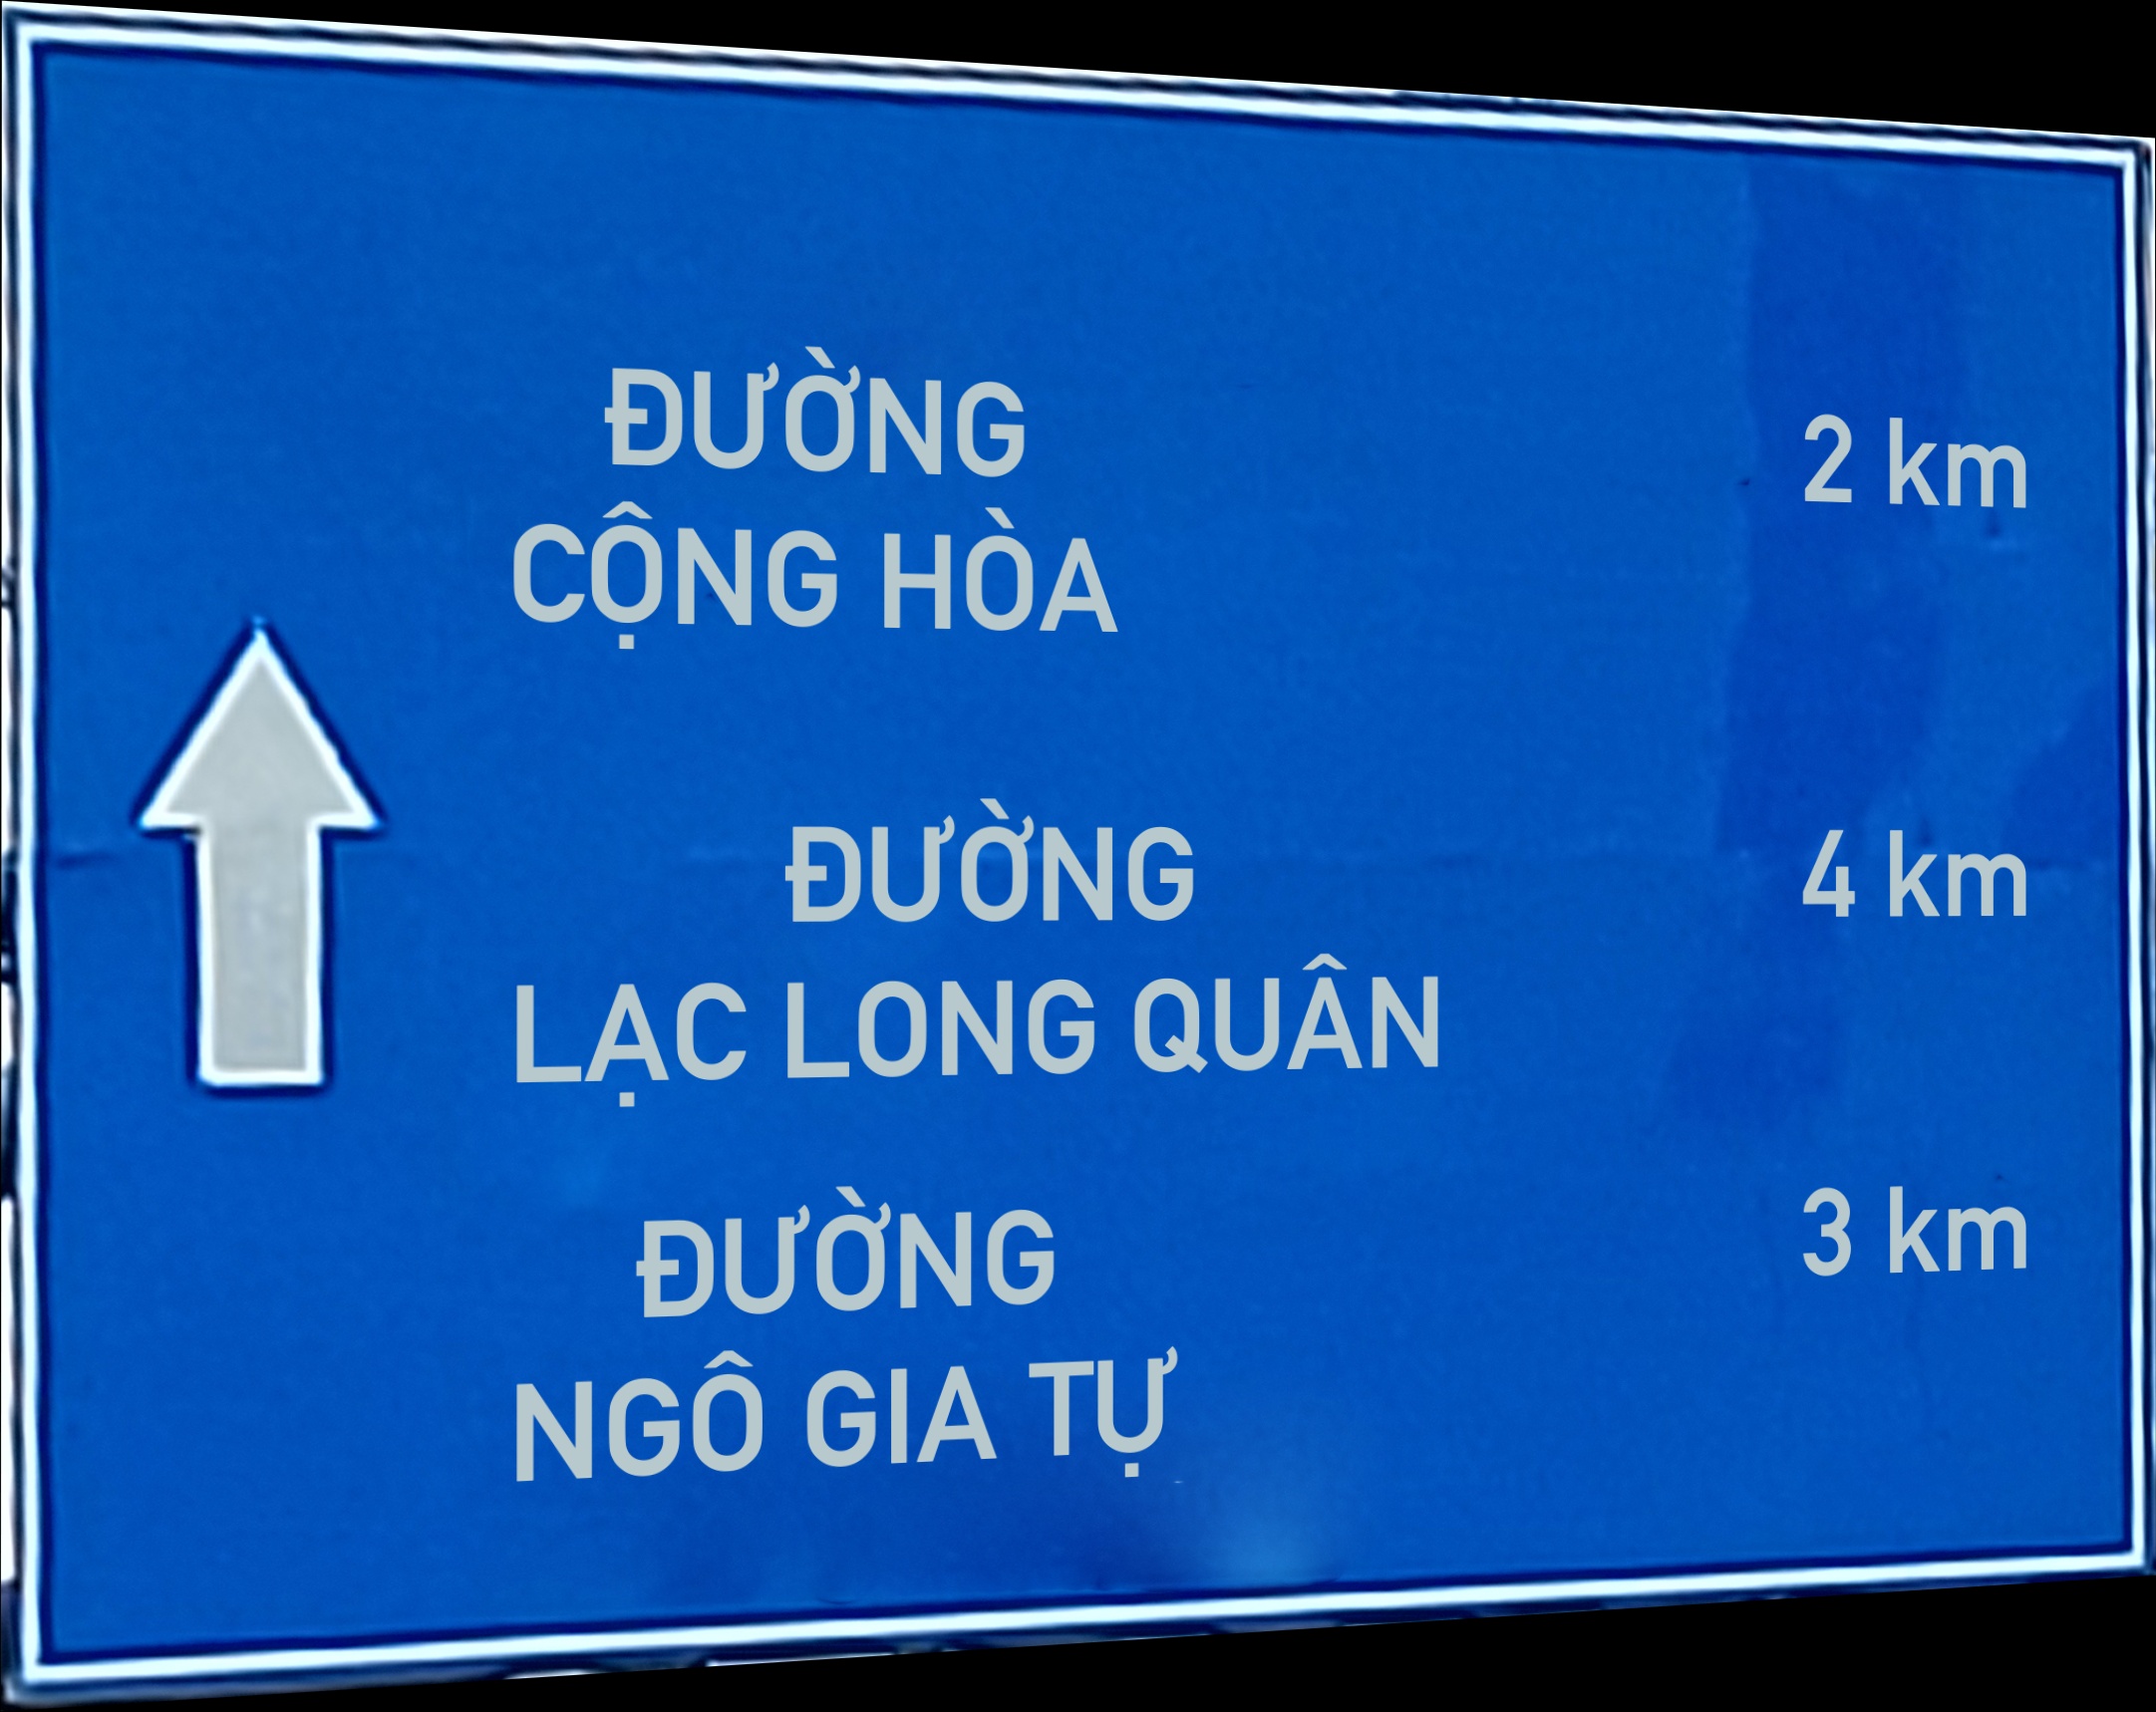 ĐƯỜNG
CỘNG HÒA
2 km
ĐƯỜNG
LẠC LONG QUÂN
4 km
ĐƯỜNG
NGÔ GIA TỰ
3 km